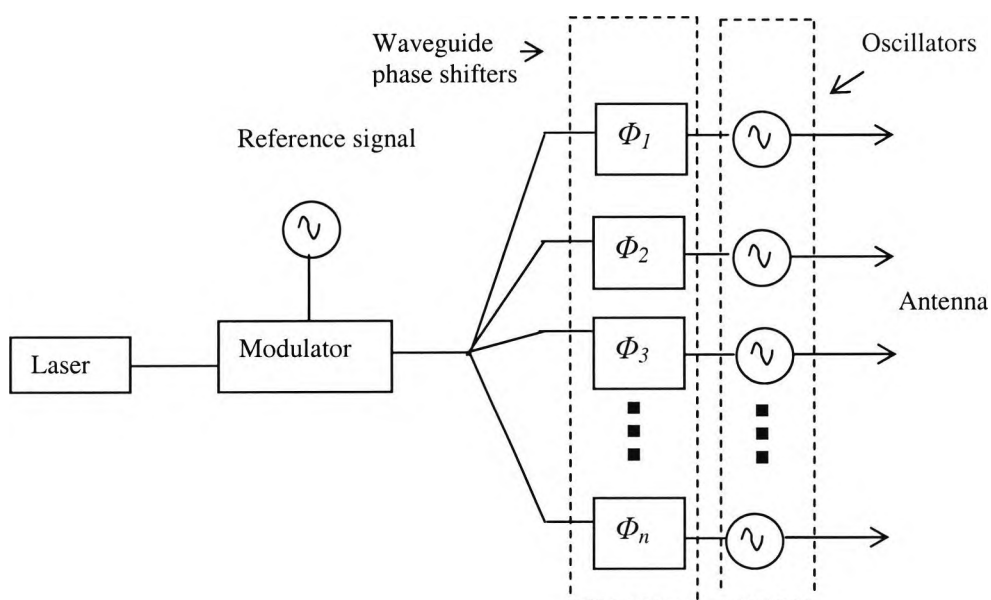 Waveguide
phase shifters
Oscillators
Reference signal
Φ1
Φ2
Antenna
Modulator
Φ3
Laser
Φn